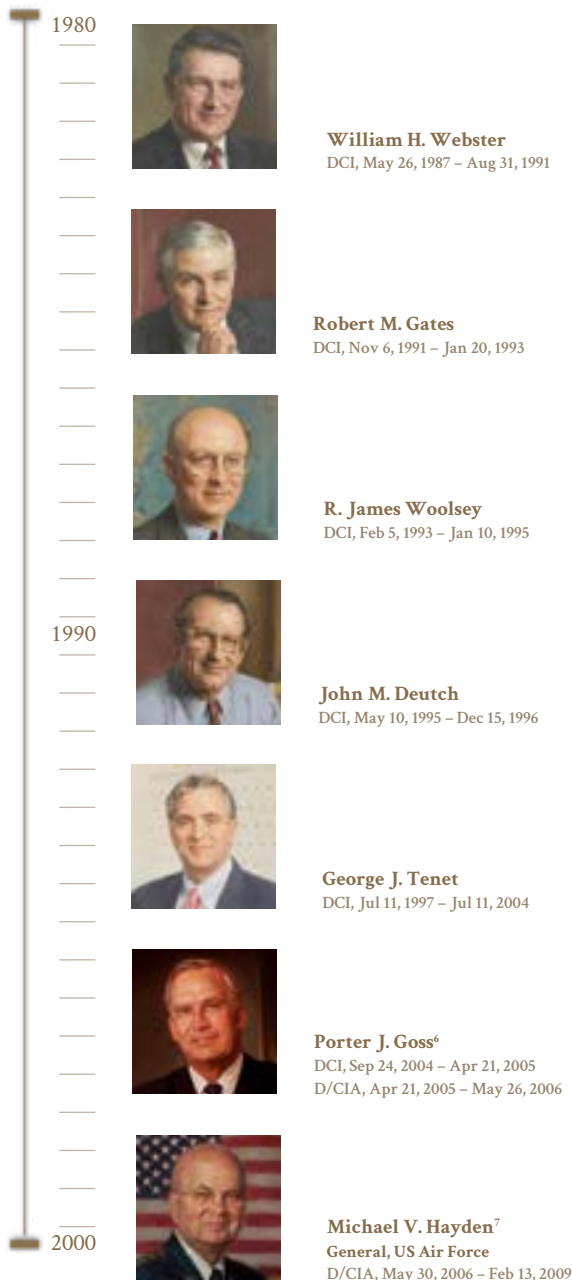 1980
William H. Webster
DCI, May 26, 1987 – Aug 31, 1991
Robert M. Gates
DCI, Nov 6, 1991 – Jan 20, 1993
R. James Woolsey
DCI, Feb 5, 1993 – Jan 10, 1995
1990
John M. Deutch
DCI, May 10, 1995 – Dec 15, 1996
George J. Tenet
DCI, Jul 11, 1997 – Jul 11, 2004
Porter J. Goss⁶
DCI, Sep 24, 2004 – Apr 21, 2005
D/CIA, Apr 21, 2005 – May 26, 2006
Michael V. Hayden⁷
2000
General, US Air Force
D/CIA, May 30, 2006 – Feb 13, 2009